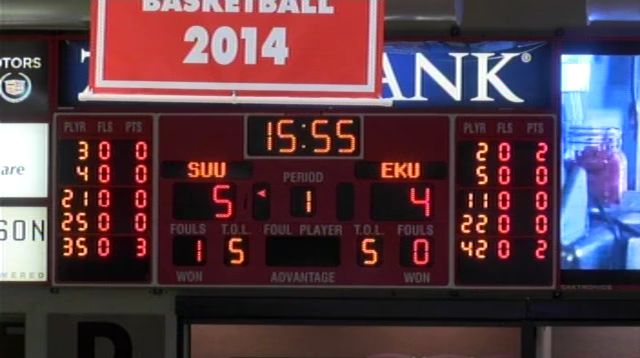 BASKETBALL
2014
OTORS
ANK®
PLYR FLS PTS
3 0 0
4 0 0
21 0 0
25 0 0
35 0 3
15:55
SUU
EKU
PERIOD
5
1
4
FOULS T.O.L. FOUL PLAYER T.O.L. FOULS
1 5 5 0
WON ADVANTAGE WON
PLYR FLS PTS
2 0 2
5 0 0
11 0 0
22 0 0
42 0 2
are
SON
POWERED
DAKTRONICS